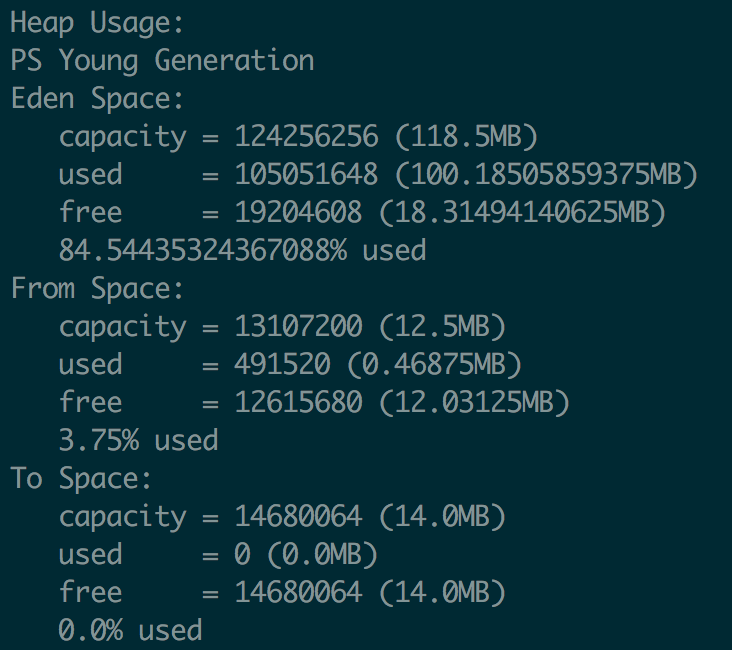 Heap Usage:
PS Young Generation
Eden Space:
   capacity = 124256256 (118.5MB)
   used     = 105051648 (100.18505859375MB)
   free     = 19204608 (18.31494140625MB)
   84.54435324367088% used
From Space:
   capacity = 13107200 (12.5MB)
   used     = 491520 (0.46875MB)
   free     = 12615680 (12.03125MB)
   3.75% used
To Space:
   capacity = 14680064 (14.0MB)
   used     = 0 (0.0MB)
   free     = 14680064 (14.0MB)
   0.0% used